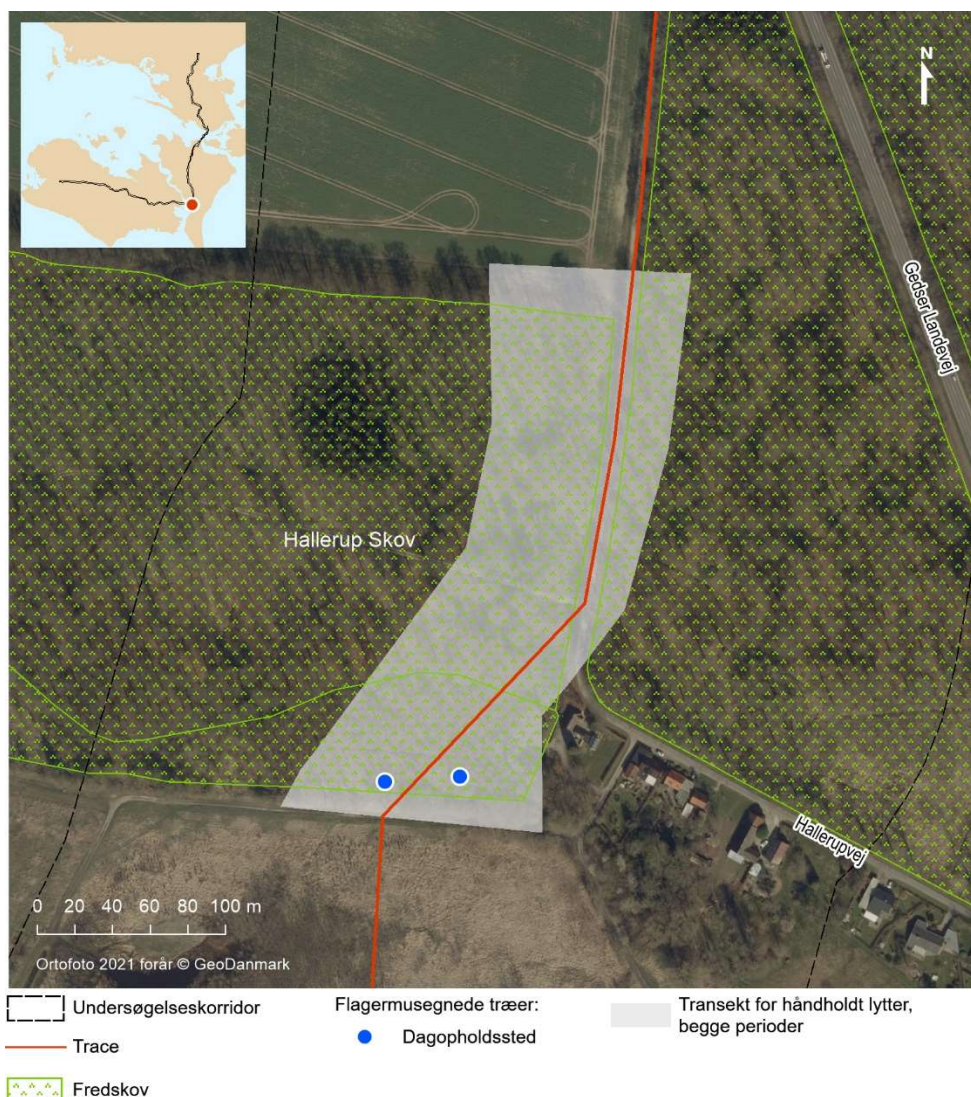 N
Gedser Landevej
Hallerup Skov
Hallerupvej
0 20 40 60 80 100 m
Ortofoto 2021 forår © GeoDanmark
Undersøgelseskorridor
Trace
Fredskov
Flagermusegnede træer:
Dagopholdssted
Transekt for håndholdt lytter,
begge perioder